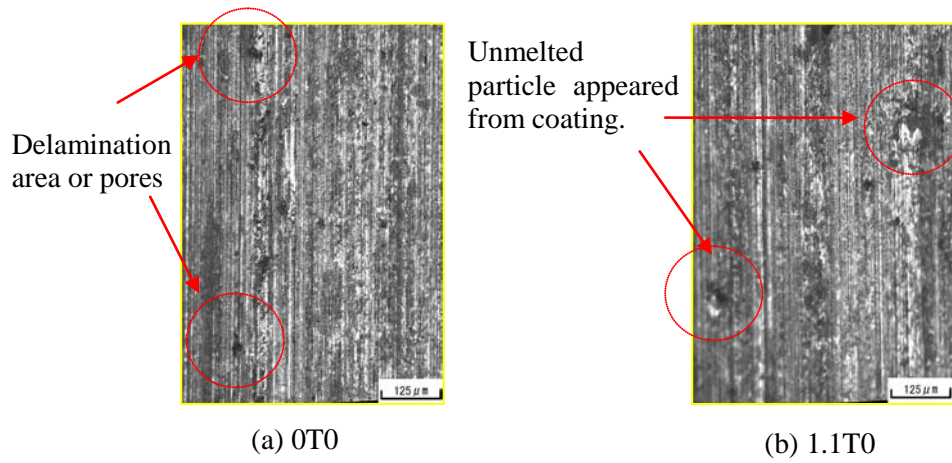 Delamination
area or pores
Unmelted
particle appeared
from coating.
125 μm
125 μm
(a) 0T0
(b) 1.1T0